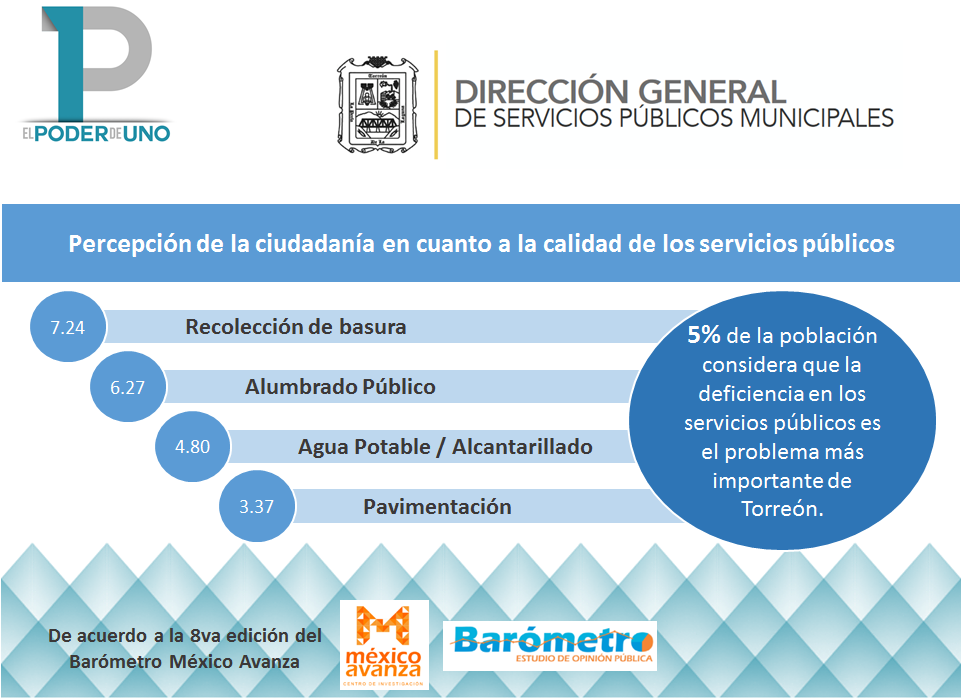 EL PODER DE UNO
DIRECCIÓN GENERAL
DE SERVICIOS PÚBLICOS MUNICIPALES
Percepción de la ciudadanía en cuanto a la calidad de los servicios públicos
7.24 Recolección de basura
6.27 Alumbrado Público
4.80 Agua Potable / Alcantarillado
3.37 Pavimentación
5% de la población
considera que la
deficiencia en los
servicios públicos es
el problema más
importante de
Torreón.
De acuerdo a la 8va edición del
Barómetro México Avanza
méxico
avanza
CENTRO DE INVESTIGACIÓN
Barómetro
ESTUDIO DE OPINIÓN PÚBLICA